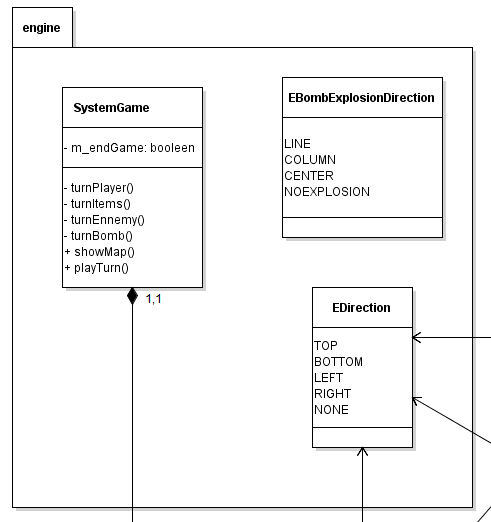 engine
SystemGame
- m_endGame: booleen
- turnPlayer()
- turnItems()
- turnEnnemy()
- turnBomb()
+ showMap()
+ playTurn()
1,1
EBombExplosionDirection
LINE
COLUMN
CENTER
NOEXPLOSION
EDirection
TOP
BOTTOM
LEFT
RIGHT
NONE